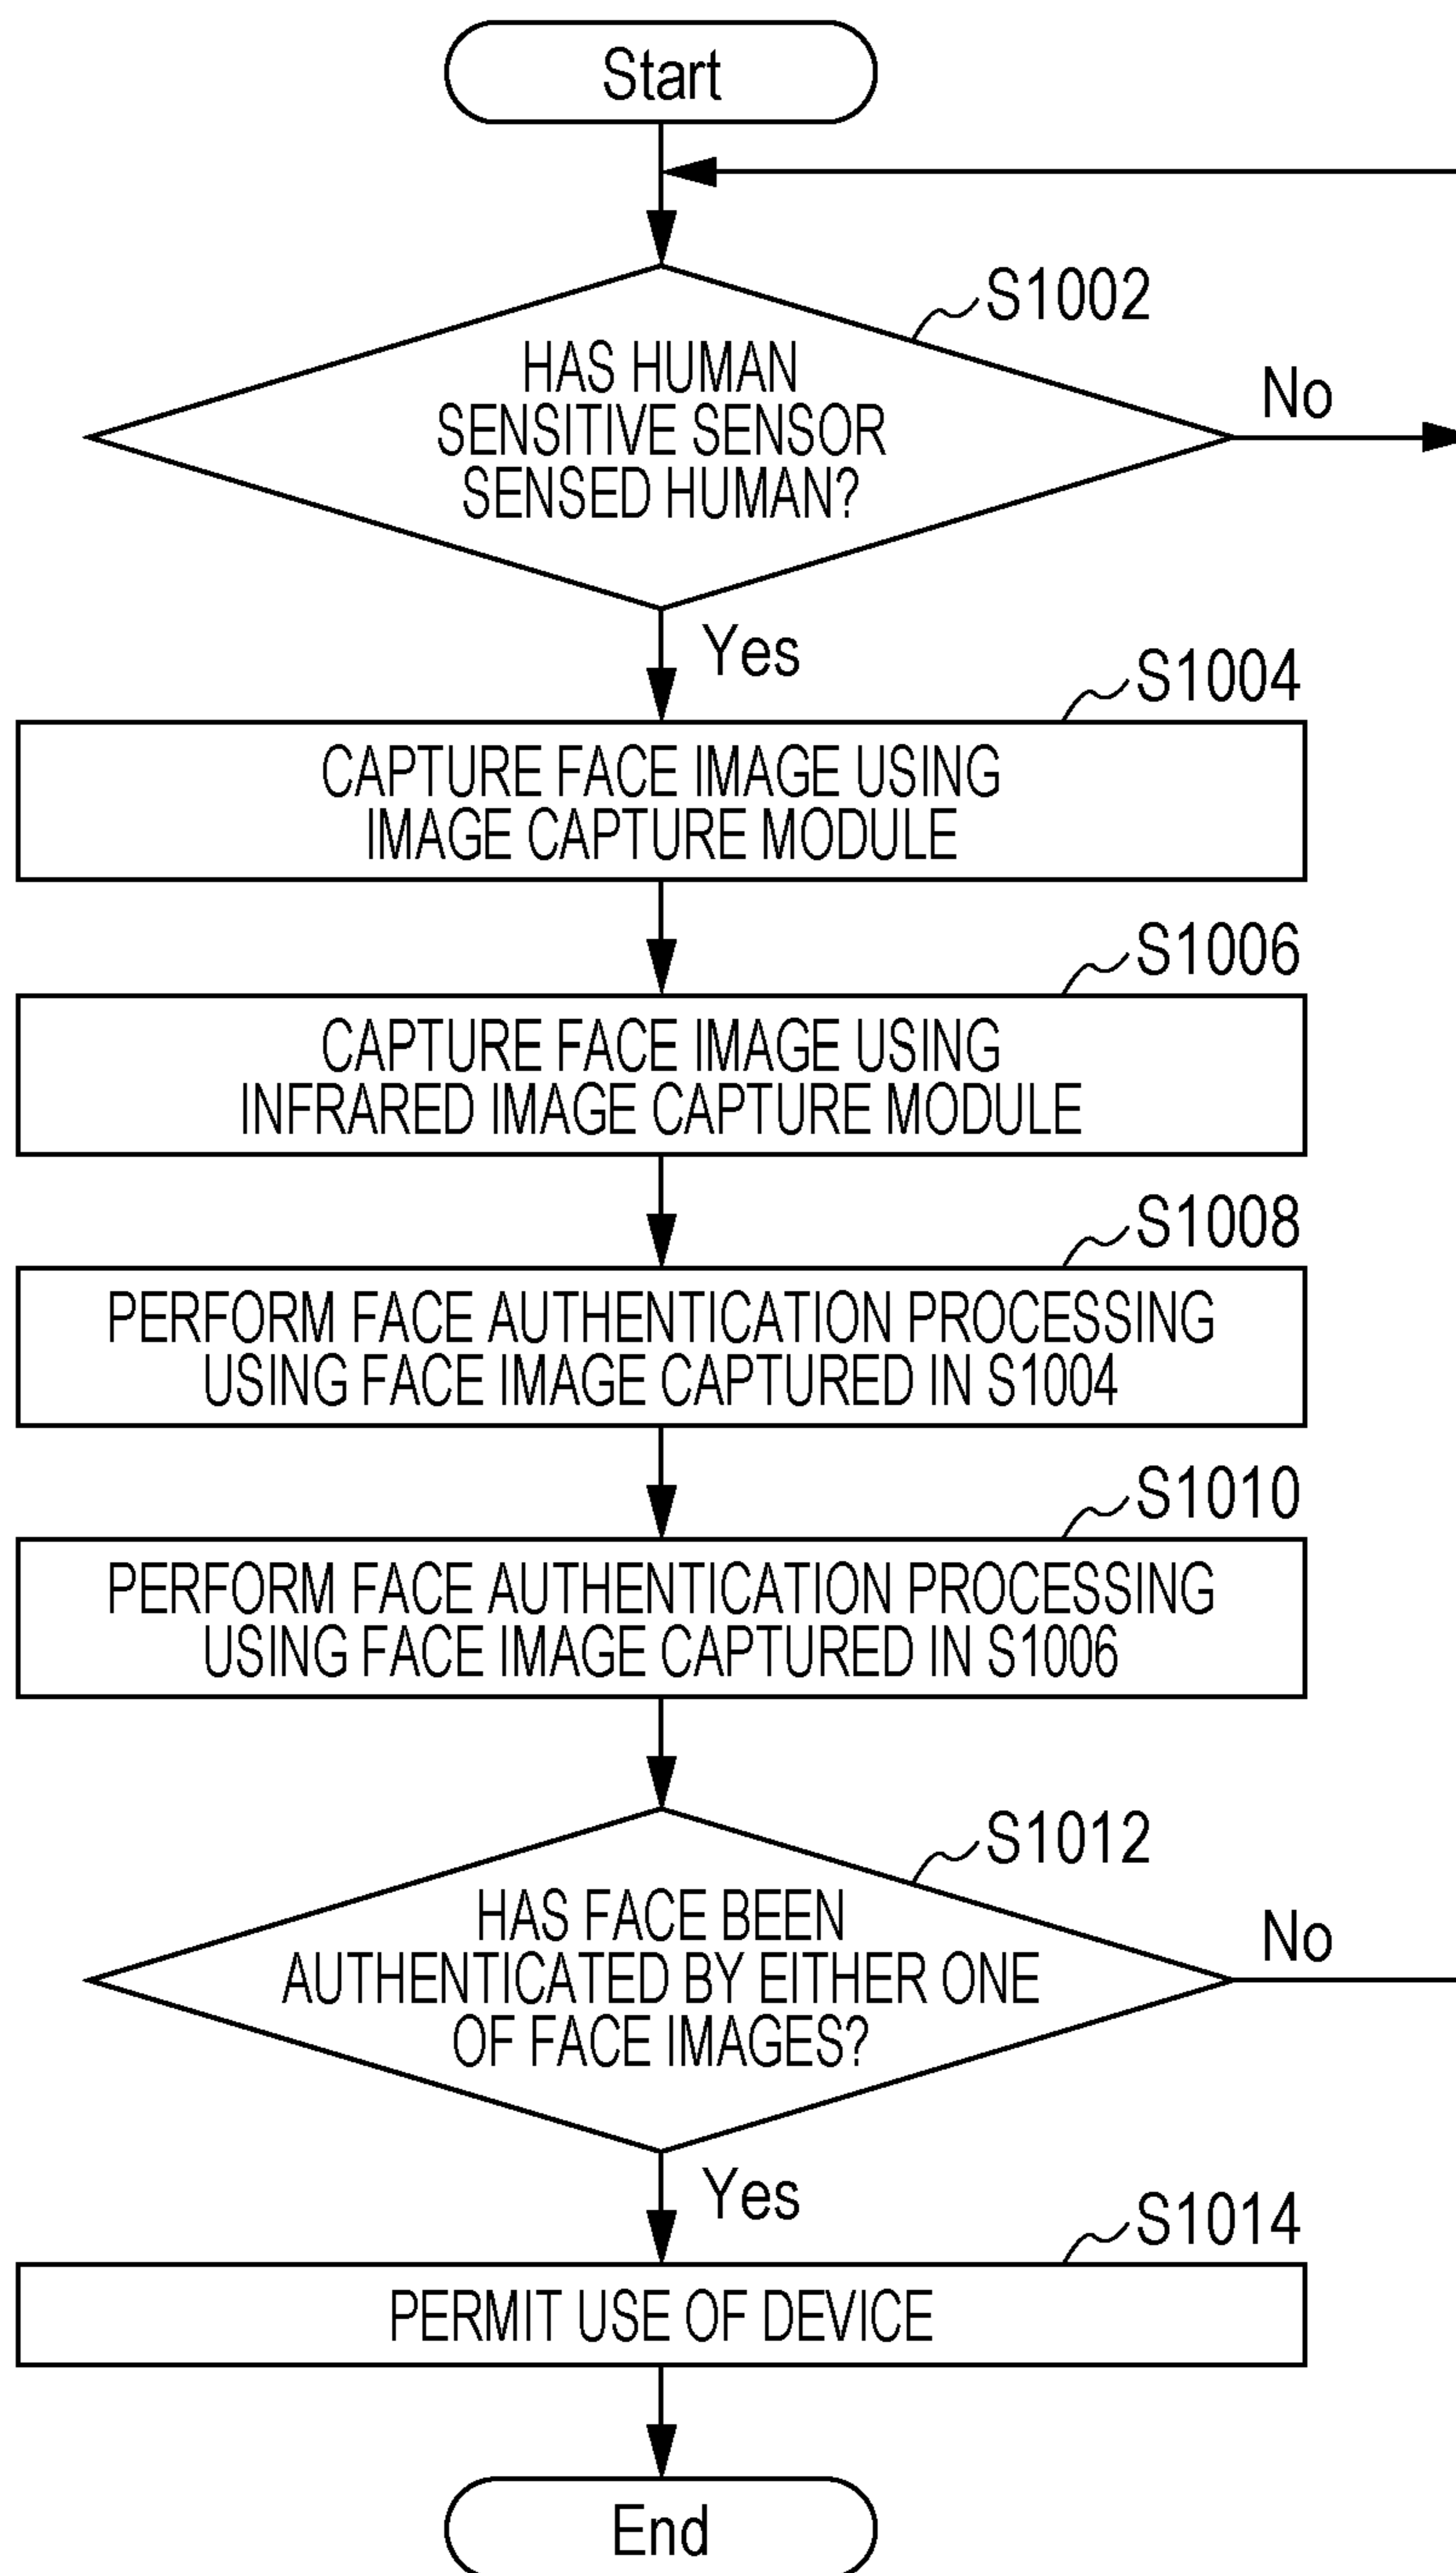 Start
S1002
HAS HUMAN
SENSITIVE SENSOR
SENSED HUMAN?
No
Yes
S1004
CAPTURE FACE IMAGE USING
IMAGE CAPTURE MODULE
S1006
CAPTURE FACE IMAGE USING
INFRARED IMAGE CAPTURE MODULE
S1008
PERFORM FACE AUTHENTICATION PROCESSING
USING FACE IMAGE CAPTURED IN S1004
S1010
PERFORM FACE AUTHENTICATION PROCESSING
USING FACE IMAGE CAPTURED IN S1006
S1012
HAS FACE BEEN
AUTHENTICATED BY EITHER ONE
OF FACE IMAGES?
No
Yes
S1014
PERMIT USE OF DEVICE
End